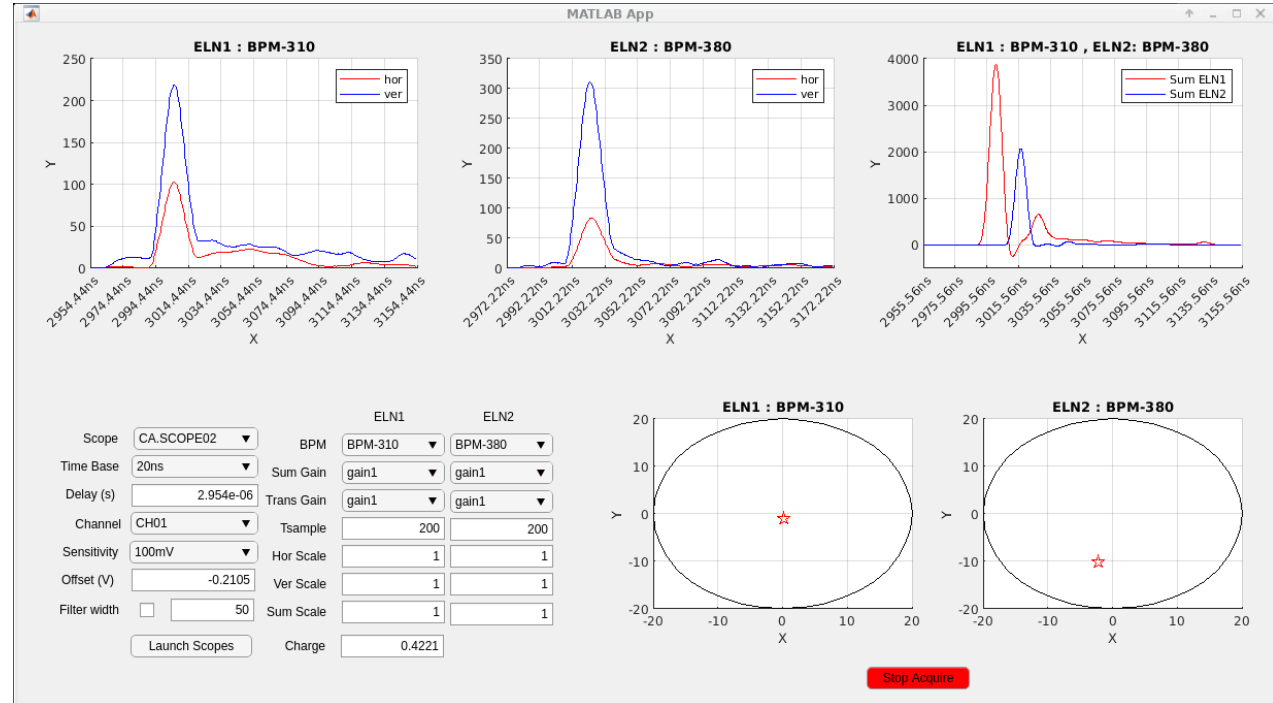 MATLAB App
ELN1 : BPM-310
250
200
150
100
50
0
Y
hor
ver
2954.44ns
2974.44ns
2994.44ns
3014.44ns
3034.44ns
3054.44ns
3074.44ns
3094.44ns
3114.44ns
3134.44ns
3154.44ns
X
ELN2 : BPM-380
350
300
250
200
150
100
50
0
Y
hor
ver
2972.22ns
2992.22ns
3012.22ns
3032.22ns
3052.22ns
3072.22ns
3092.22ns
3112.22ns
3132.22ns
3152.22ns
3172.22ns
X
ELN1 : BPM-310 , ELN2: BPM-380
4000
3000
2000
1000
0
Y
Sum ELN1
Sum ELN2
2955.56ns
2975.56ns
2995.56ns
3015.56ns
3035.56ns
3055.56ns
3075.56ns
3095.56ns
3115.56ns
3135.56ns
3155.56ns
X
Scope CA.SCOPE02
Time Base 20ns
Delay (s) 2.954e-06
Channel CH01
Sensitivity 100mV
Offset (V) -0.2105
Filter width 50
Launch Scopes
ELN1 ELN2
BPM BPM-310 BPM-380
Sum Gain gain1 gain1
Trans Gain gain1 gain1
Tsample 200 200
Hor Scale 1 1
Ver Scale 1 1
Sum Scale 1 1
Charge 0.4221
ELN1 : BPM-310
20
10
0
-10
-20
Y
-20 -10 0 10 20
X
ELN2 : BPM-380
20
10
0
-10
-20
Y
-20 -10 0 10 20
X
Stop Acquire